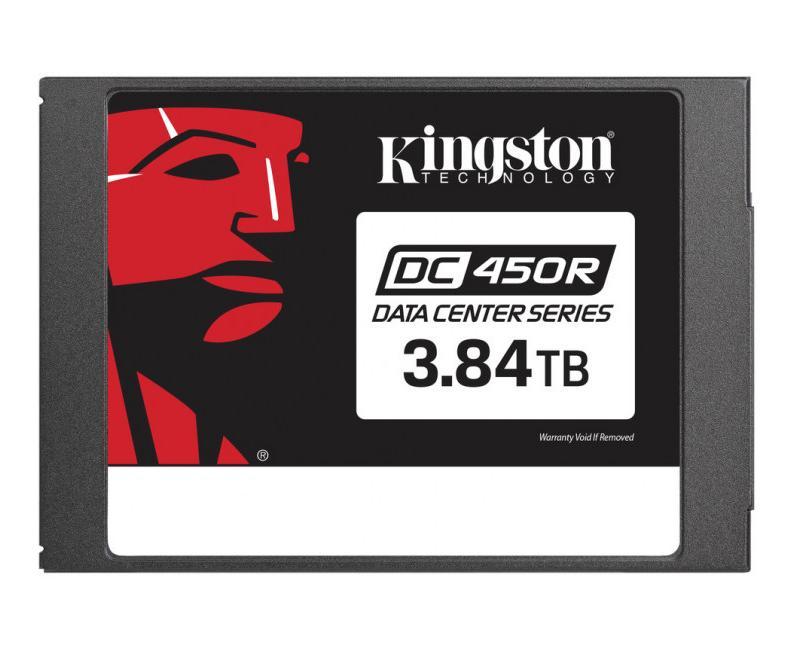 Kingston®
TECHNOLOGY
DC 450R
DATA CENTER SERIES
3.84TB
Warranty Void If Removed
®